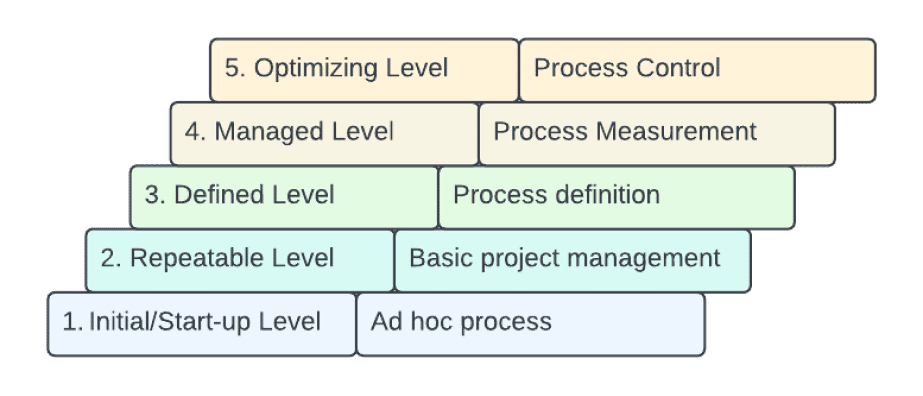 5. Optimizing Level Process Control
4. Managed Level Process Measurement
3. Defined Level Process definition
2. Repeatable Level Basic project management
1. Initial/Start-up Level Ad hoc process